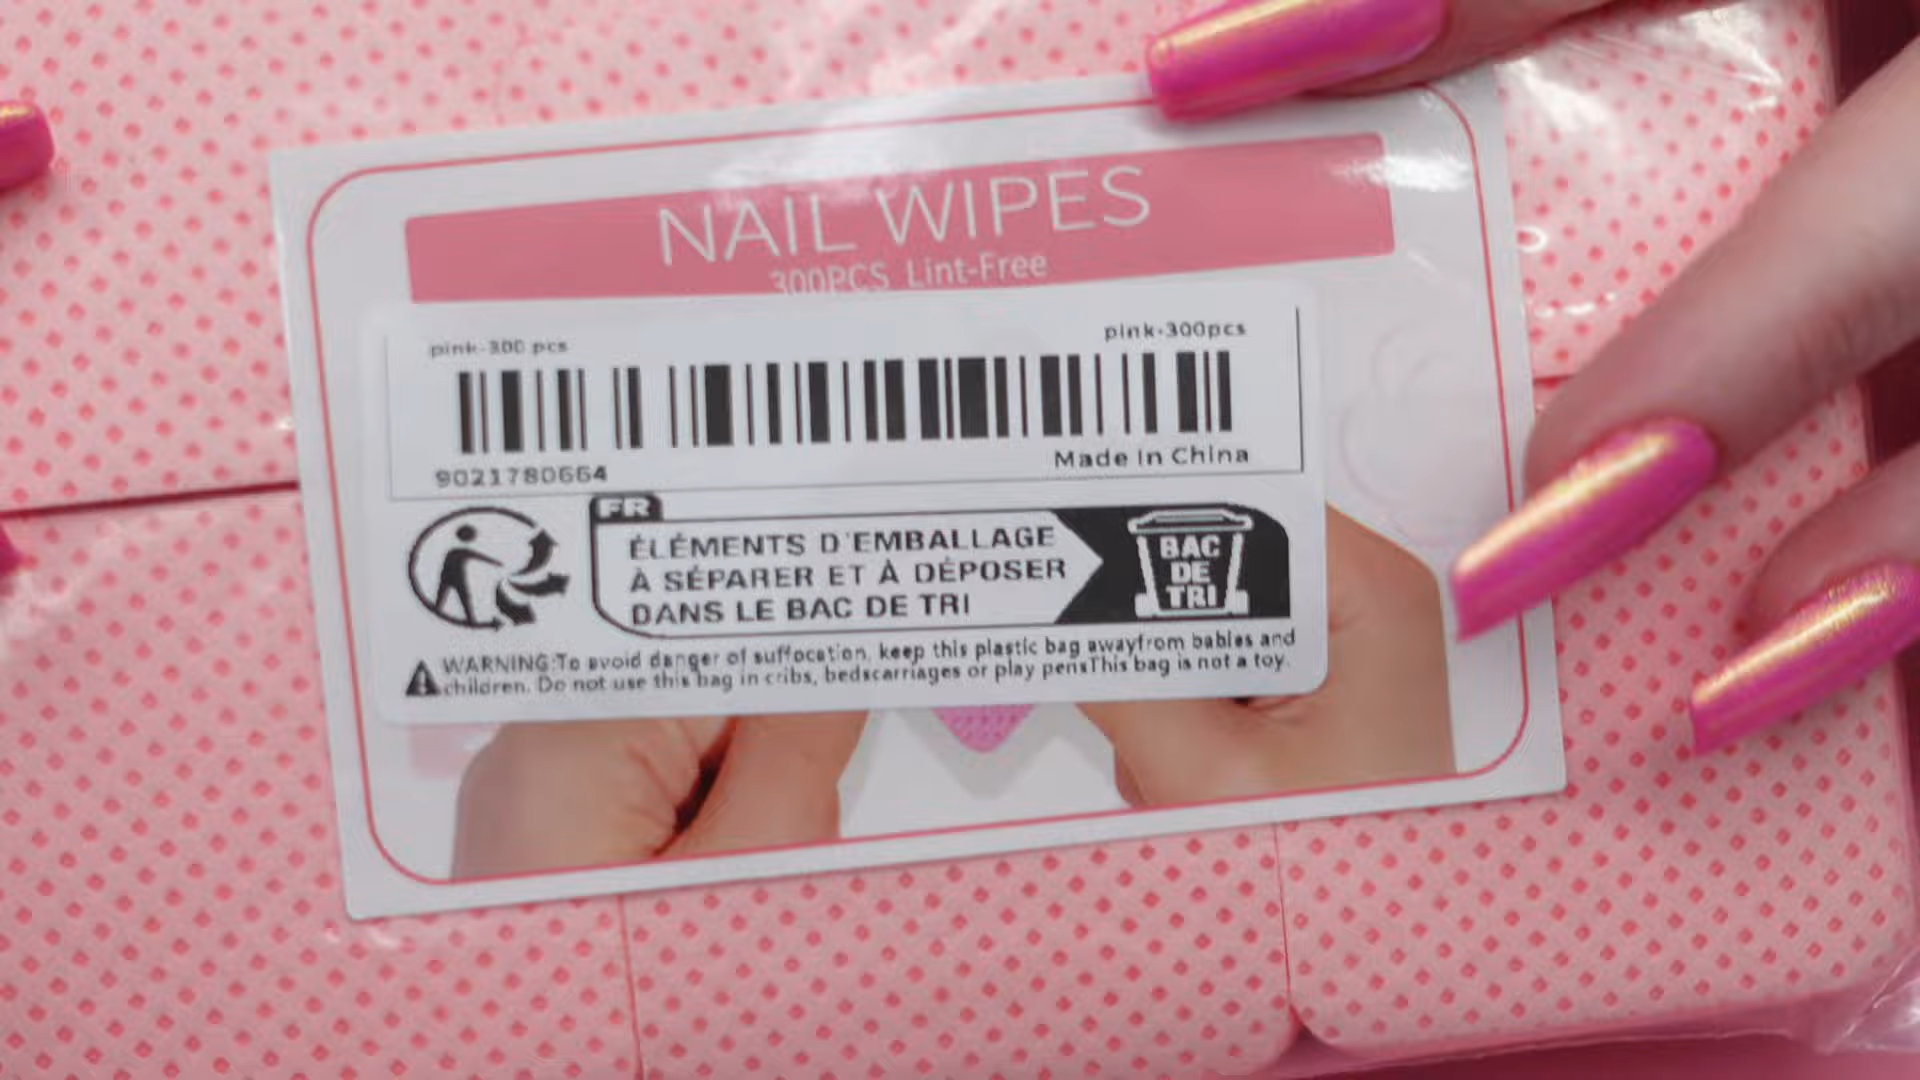 NAIL WIPES
300PCS Lint-Free
pink-300 pcs
pink-300pcs
9021780664
Made In China
FR
ÉLÉMENTS D'EMBALLAGE
À SÉPARER ET À DÉPOSER
DANS LE BAC DE TRI
BAC
DE
TRI
WARNING:To avoid danger of suffocation, keep this plastic bag awayfrom babies and
children. Do not use this bag in cribs, bedscarriages or play pensThis bag is not a toy.